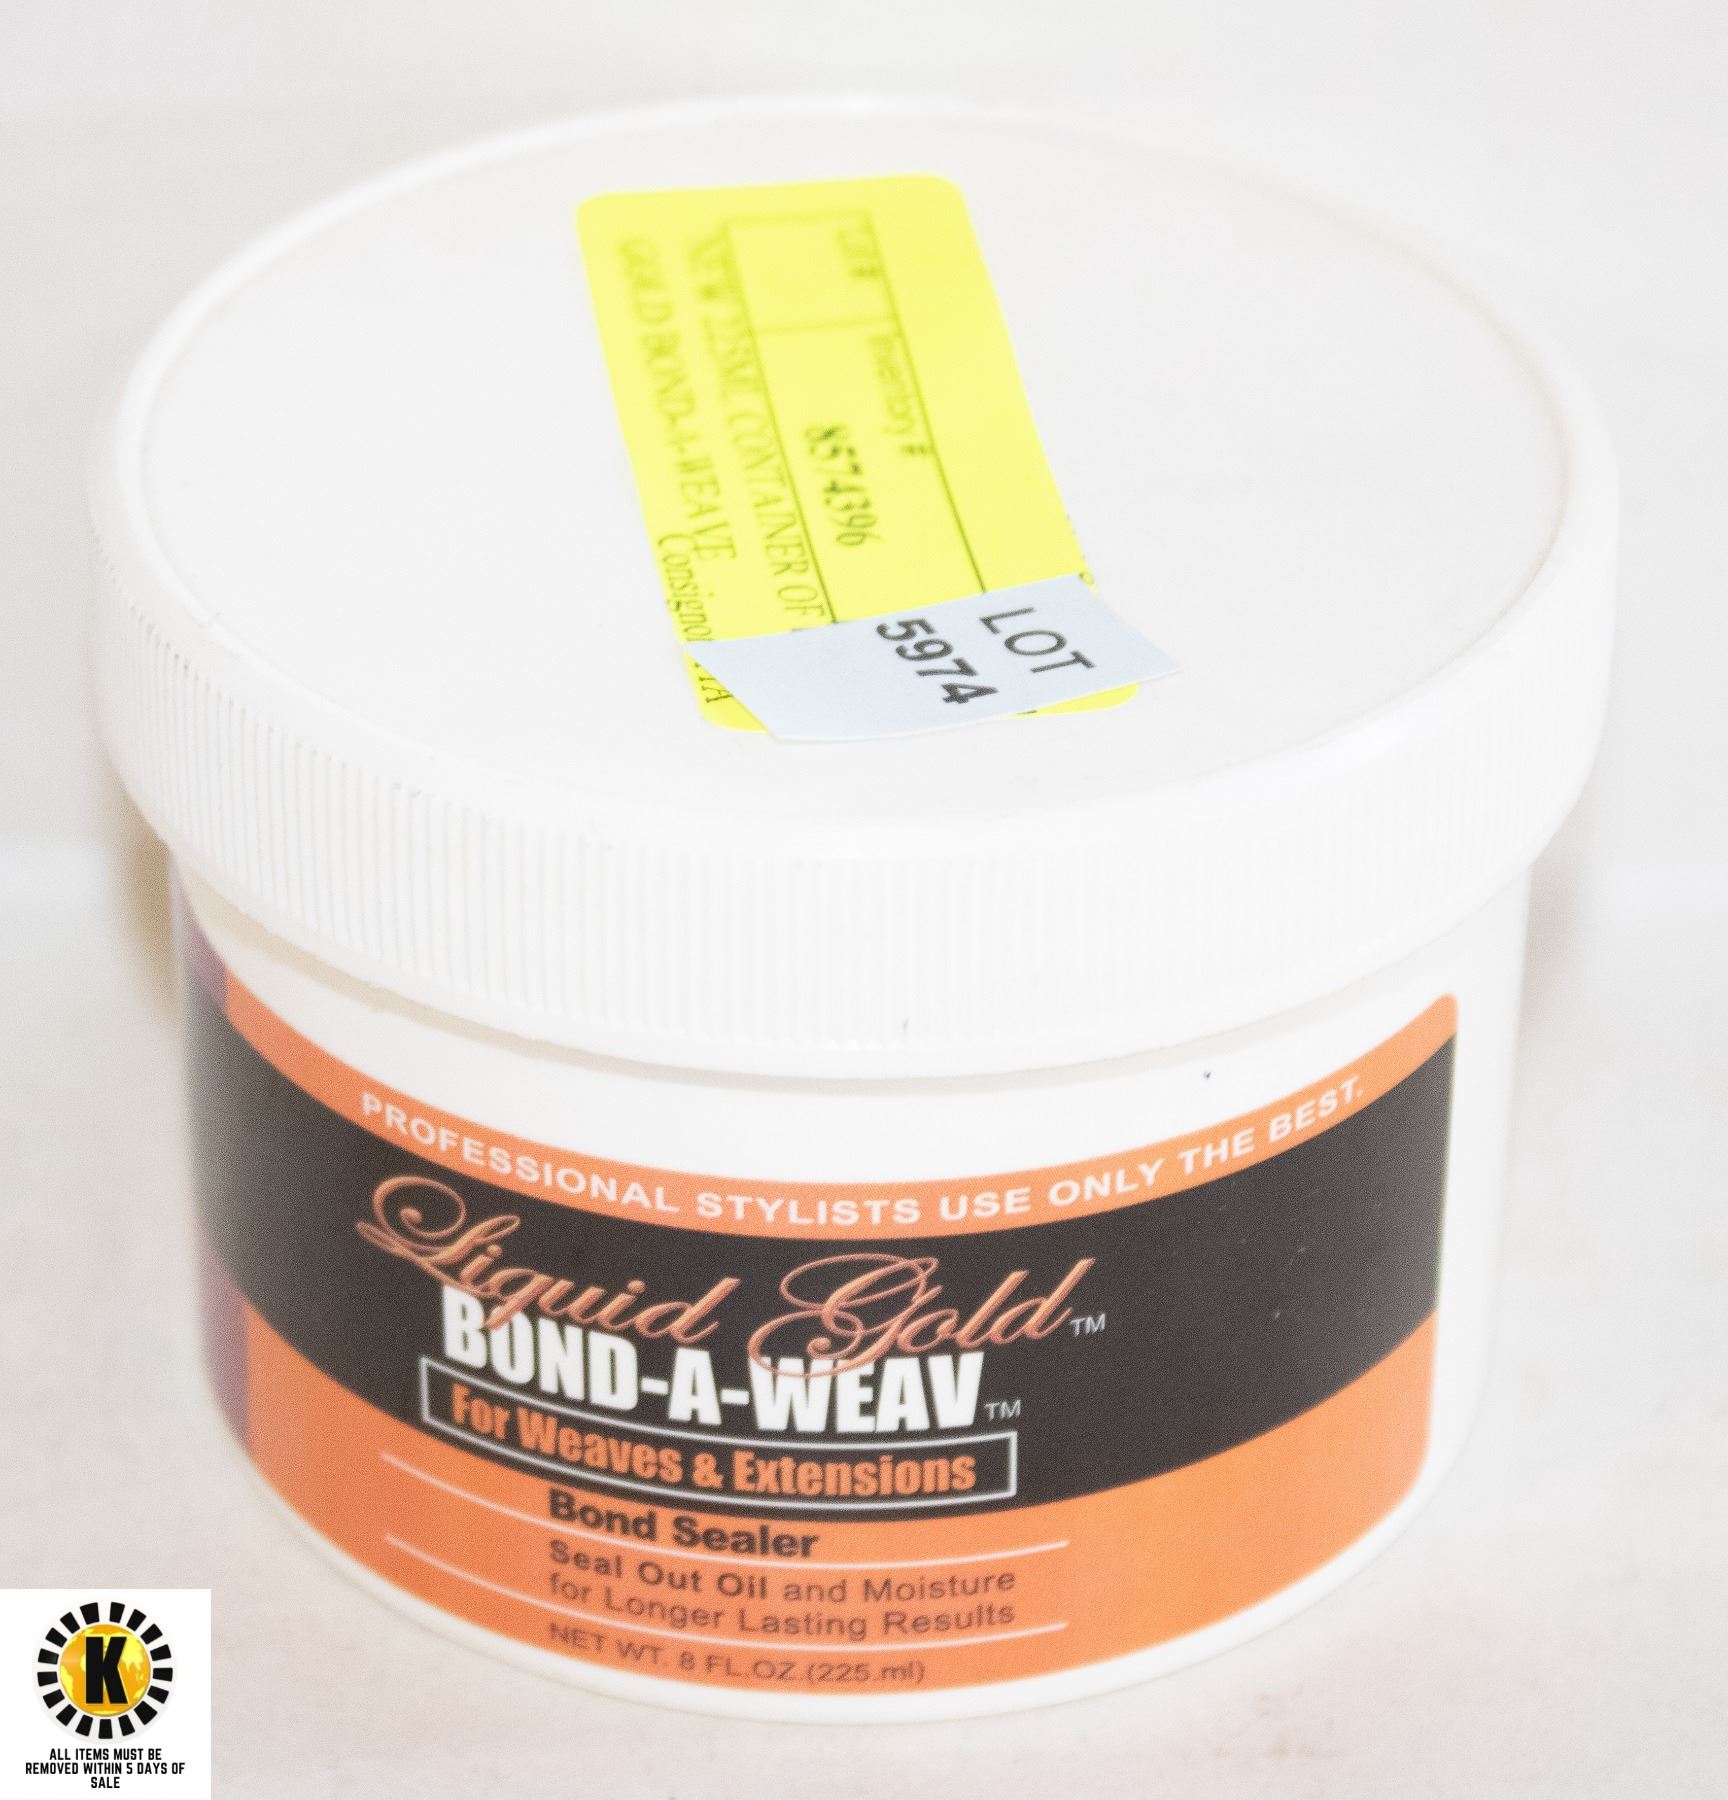 Inventory #
8574396
NEW 225ML CONTAINER OF
GOLD BOND-A-WEAVE
LOT
5974
PROFESSIONAL STYLISTS USE ONLY THE BEST.
Liquid Gold™
BOND-A-WEAV™
For Weaves & Extensions
Bond Sealer
Seal Out Oil and Moisture
for Longer Lasting Results
NET WT. 8 FL.OZ.(225.ml)
K
ALL ITEMS MUST BE
REMOVED WITHIN 5 DAYS OF
SALE